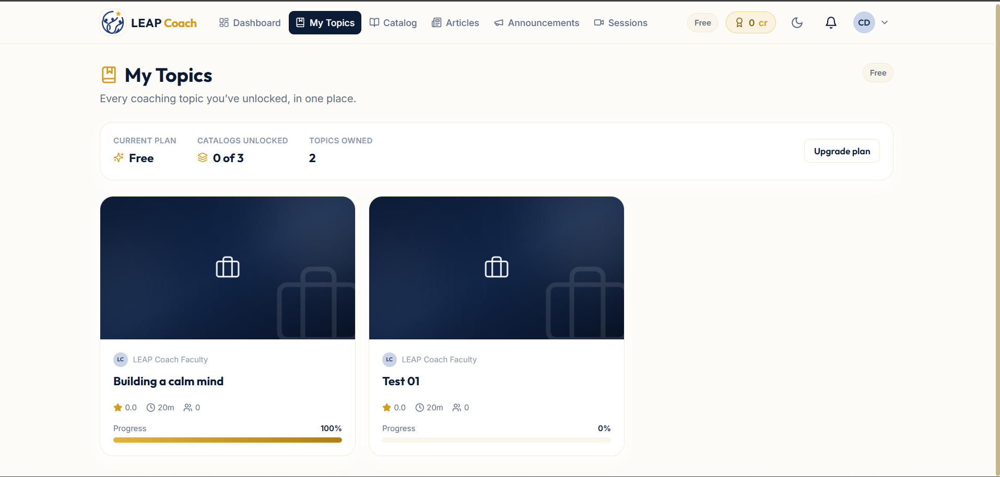 LEAP Coach
Dashboard
My Topics
Catalog
Articles
Announcements
Sessions
Free
0 cr
CD
My Topics
Free
Every coaching topic you’ve unlocked, in one place.
CURRENT PLAN
Free
CATALOGS UNLOCKED
0 of 3
TOPICS OWNED
2
Upgrade plan
LC
LEAP Coach Faculty
Building a calm mind
0.0
20m
0
Progress
100%
LC
LEAP Coach Faculty
Test 01
0.0
20m
0
Progress
0%